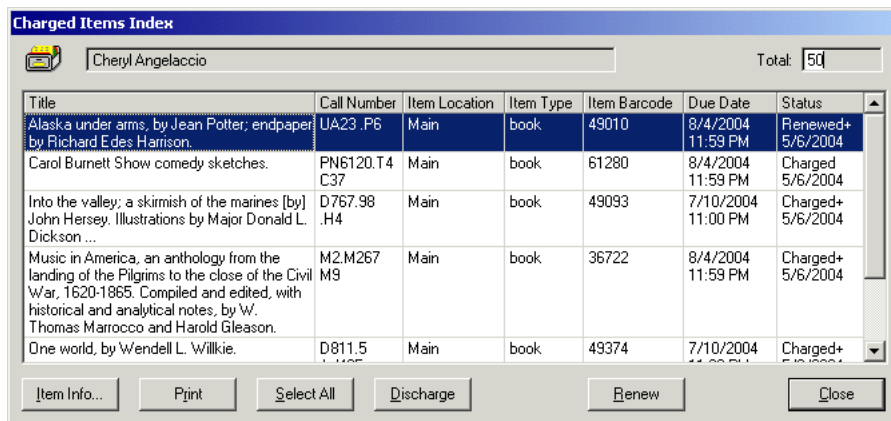 Charged Items Index
Cheryl Angelaccio Total: 50
Title Call Number Item Location Item Type Item Barcode Due Date Status
Alaska under arms, by Jean Potter; endpaper UA23 .P6 Main book 49010 8/4/2004 Renewed+
by Richard Edes Harrison. 11:59 PM 5/6/2004
Carol Burnett Show comedy sketches. PN6120.T4 Main book 61280 8/4/2004 Charged
C37 11:59 PM 5/6/2004
Into the valley; a skirmish of the marines [by] D767.98 Main book 49093 7/10/2004 Charged+
John Hersey. Illustrations by Major Donald L. .H4 11:00 PM 5/6/2004
Dickson ...
Music in America, an anthology from the M2.M267 Main book 36722 8/4/2004 Charged+
landing of the Pilgrims to the close of the Civil M9 11:59 PM 5/6/2004
War, 1620-1865. Compiled and edited, with
historical and analytical notes, by W.
Thomas Marrocco and Harold Gleason.
One world, by Wendell L. Willkie. D811.5 Main book 49374 7/10/2004 Charged+
Item Info... Print Select All Discharge Renew Close